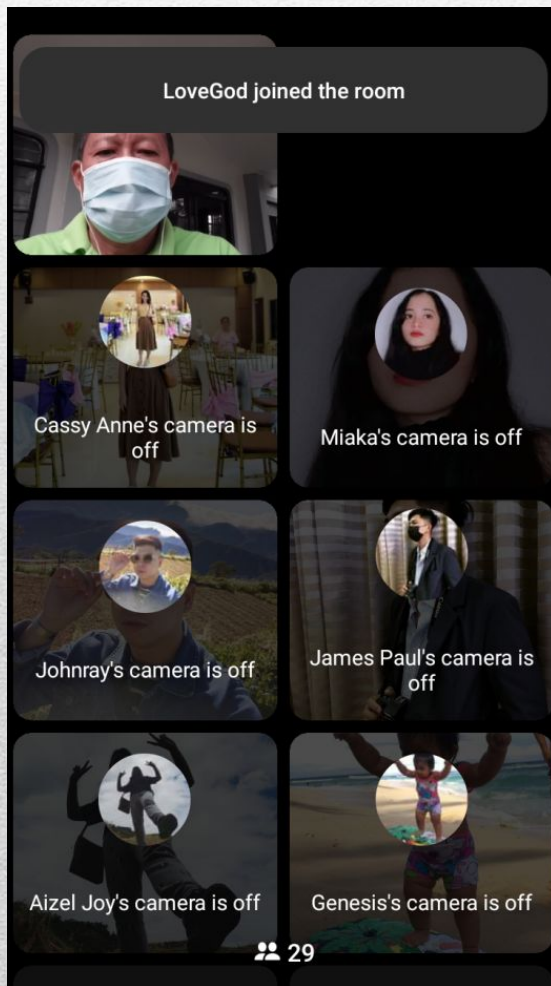 LoveGod joined the room
Cassy Anne's camera is
off
Miaka's camera is off
Johnray's camera is off
James Paul's camera is
off
Aizel Joy's camera is off
Genesis's camera is off
29